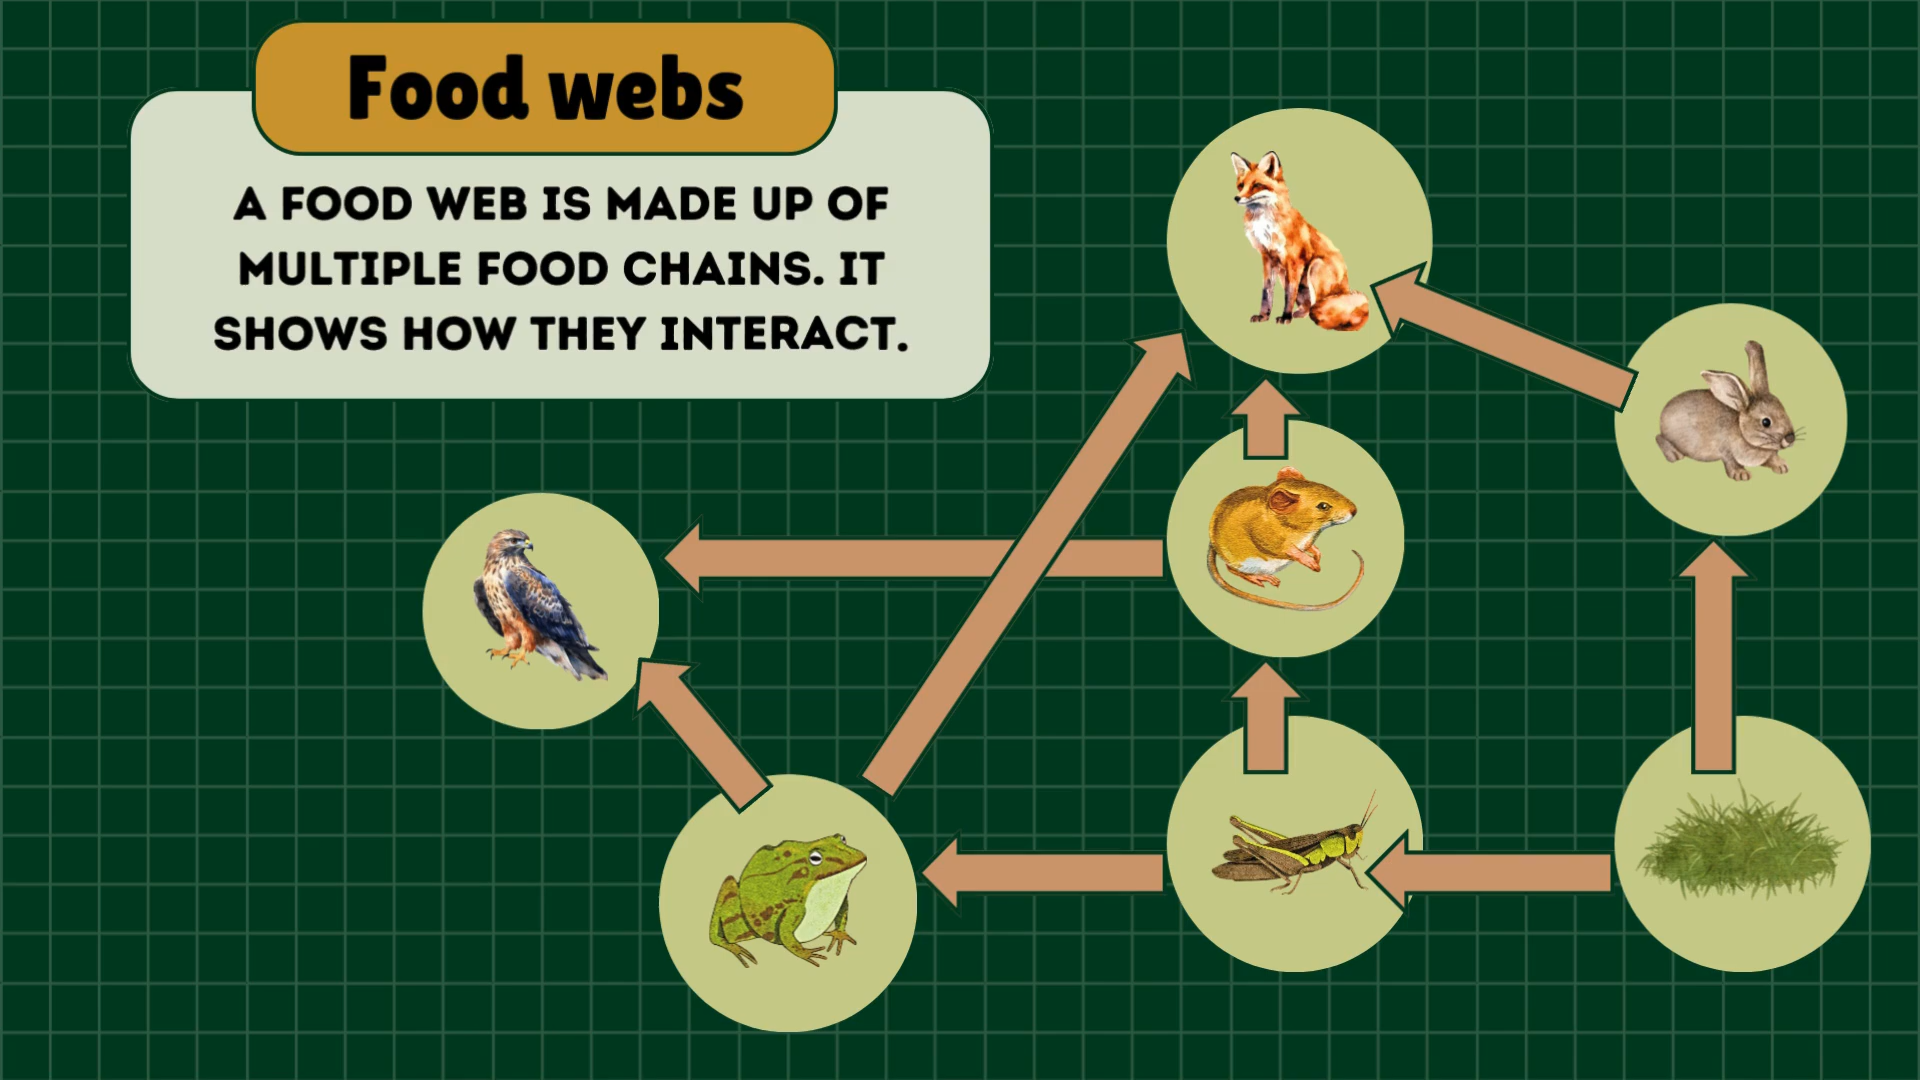 Food webs
A FOOD WEB IS MADE UP OF
MULTIPLE FOOD CHAINS. IT
SHOWS HOW THEY INTERACT.